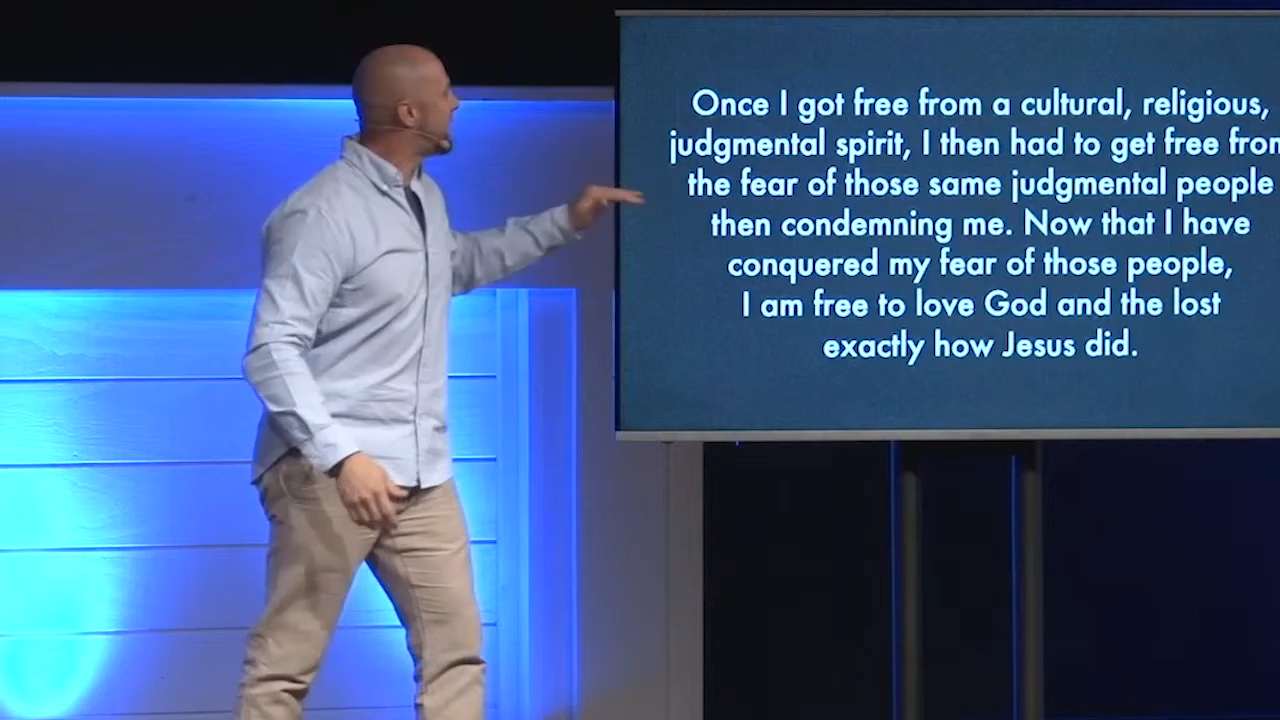 Once I got free from a cultural, religious,
judgmental spirit, I then had to get free from
the fear of those same judgmental people
then condemning me. Now that I have
conquered my fear of those people,
I am free to love God and the lost
exactly how Jesus did.